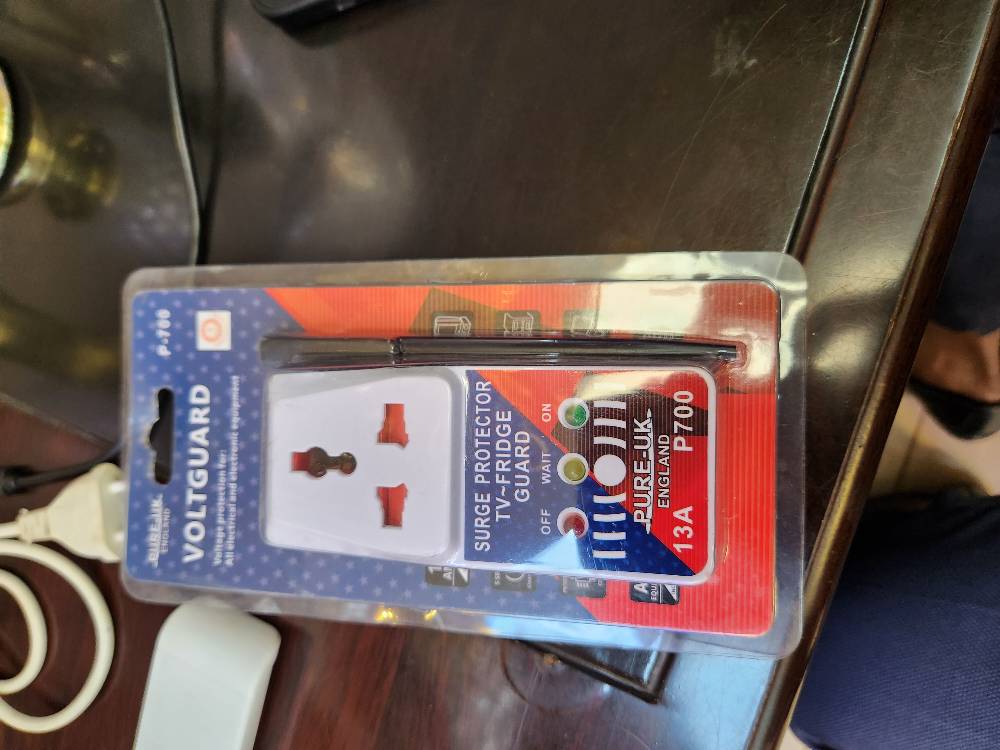 PURE-UK
ENGLAND
P-700
VOLTGUARD
Voltage protection for:
All electrical and electronic equipment
SURGE PROTECTOR
TV~FRIDGE
GUARD
OFF WAIT ON
PURE-UK
ENGLAND
13A P700